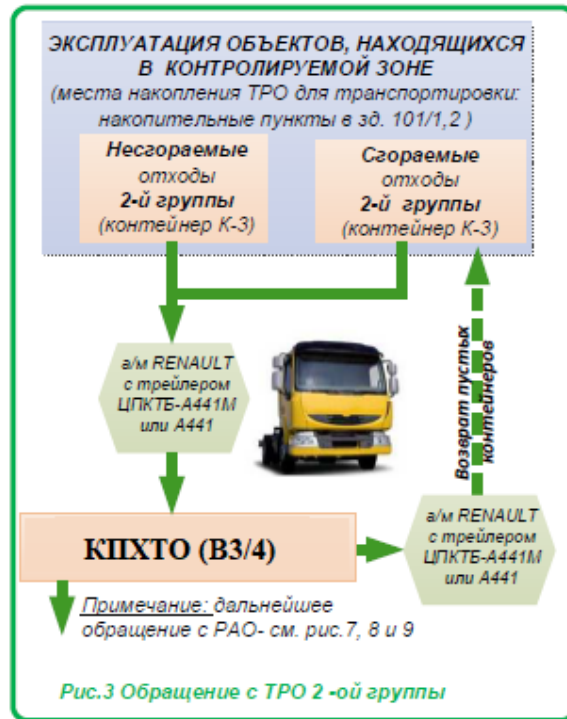 ЭКСПЛУАТАЦИЯ ОБЪЕКТОВ, НАХОДЯЩИХСЯ
В КОНТРОЛИРУЕМОЙ ЗОНЕ
(места накопления ТРО для транспортировки:
накопительные пункты в зд. 101/1,2 )
Несгораемые
отходы
2-й группы
(контейнер К-3)
Сгораемые
отходы
2-й группы
(контейнер К-3)
а/м RENAULT
с трейлером
ЦПКТБ-А441М
или А441
Возврат пустых
контейнеров
КПХТО (В3/4)
а/м RENAULT
с трейлером
ЦПКТБ-А441М
или А441
Примечание: дальнейшее
обращение с РАО- см. рис.7, 8 и 9
Рис.3 Обращение с ТРО 2 -ой группы